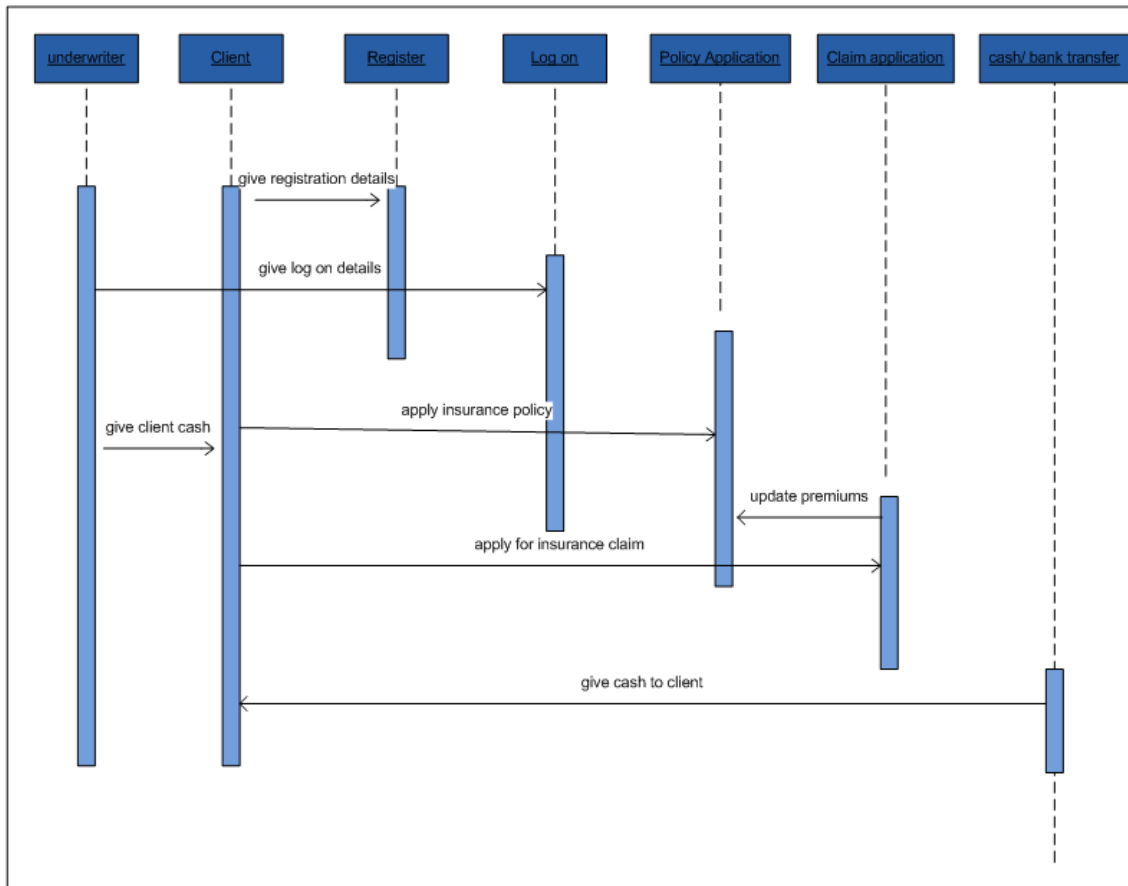 underwriter
Client
Register
Log on
Policy Application
Claim application
cash/ bank transfer
give registration details
give log on details
apply insurance policy
give client cash
update premiums
apply for insurance claim
give cash to client